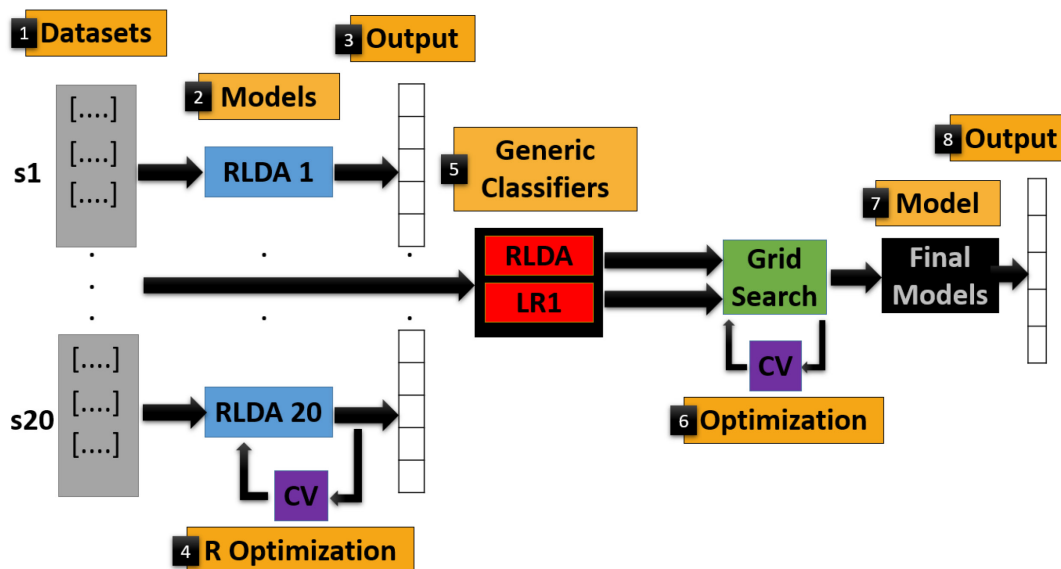 1 Datasets
2 Models
3 Output
s1
[....]
[....]
[....]
RLDA 1
5 Generic
Classifiers
RLDA
LR1
Grid
Search
CV
6 Optimization
7 Model
Final
Models
8 Output
s20
[....]
[....]
[....]
RLDA 20
CV
4 R Optimization